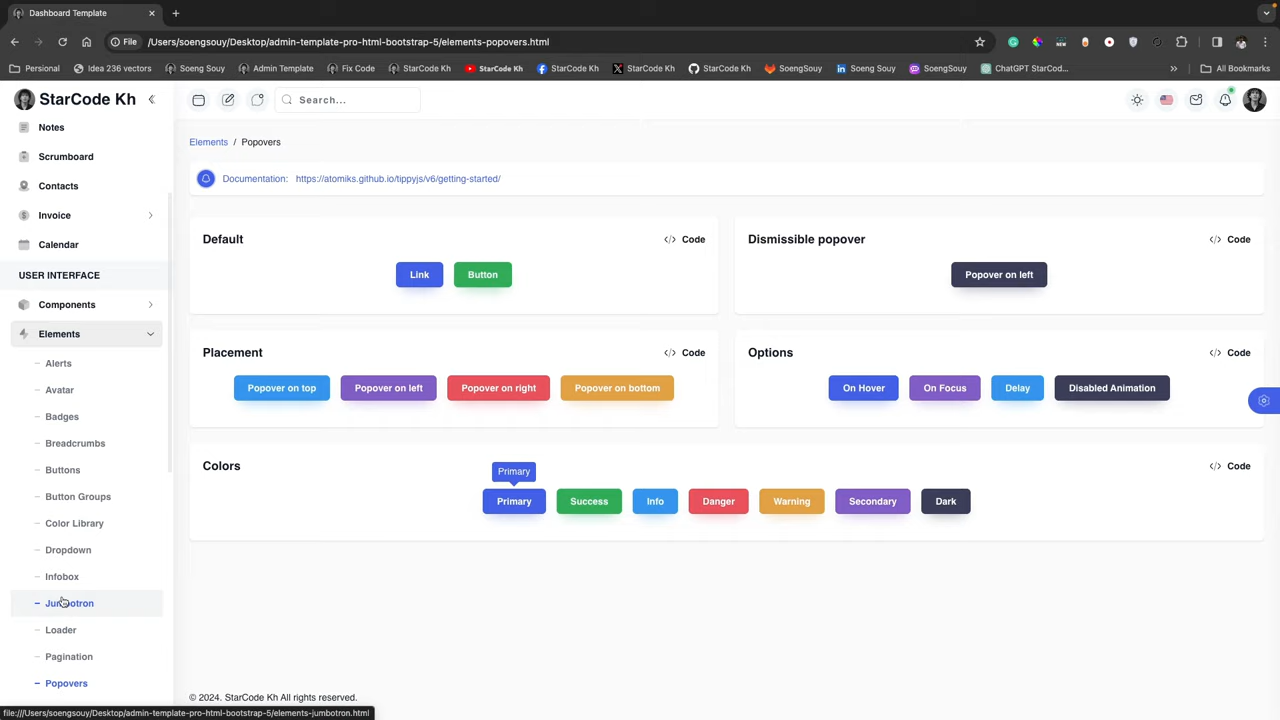 Dashboard Template
File
/Users/soengsouy/Desktop/admin-template-pro-html-bootstrap-5/elements-popovers.html
Personal
Idea 236 vectors
Soeng Souy
Admin Template
Fix Code
StarCode Kh
StarCode Kh
StarCode Kh
StarCode Kh
StarCode Kh
SoengSouy
Soeng Souy
SoengSouy
ChatGPT StarCod...
All Bookmarks
StarCode Kh
Search...
Notes
Scrumboard
Contacts
Invoice
Calendar
USER INTERFACE
Components
Elements
Alerts
Avatar
Badges
Breadcrumbs
Buttons
Button Groups
Color Library
Dropdown
Infobox
Jumbotron
Loader
Pagination
Popovers
Elements / Popovers
Documentation: https://atomiks.github.io/tippyjs/v6/getting-started/
Default
</> Code
Link
Button
Dismissible popover
</> Code
Popover on left
Placement
</> Code
Popover on top
Popover on left
Popover on right
Popover on bottom
Options
</> Code
On Hover
On Focus
Delay
Disabled Animation
Colors
</> Code
Primary
Primary
Success
Info
Danger
Warning
Secondary
Dark
© 2024. StarCode Kh All rights reserved.
file:///Users/soengsouy/Desktop/admin-template-pro-html-bootstrap-5/elements-jumbotron.html